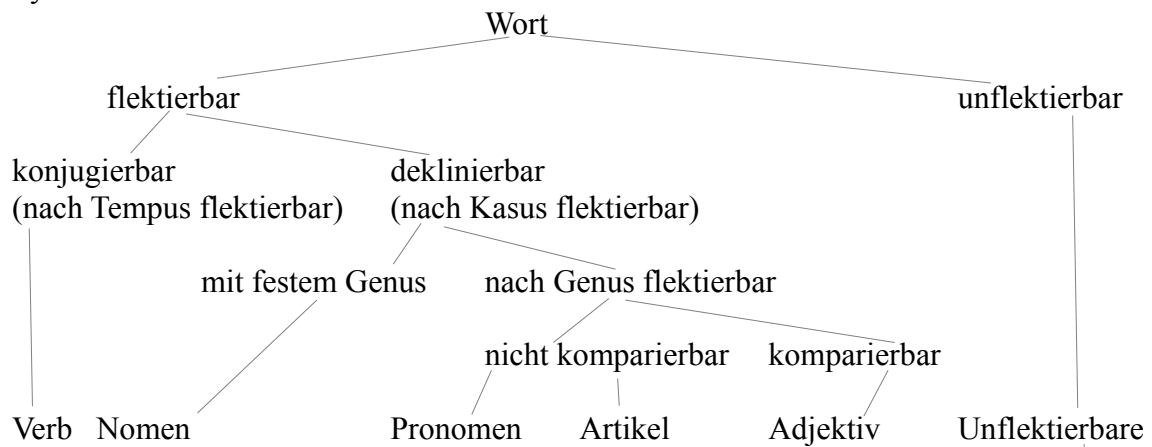 Wort
flektierbar unflektierbar
konjugierbar deklinierbar
(nach Tempus flektierbar) (nach Kasus flektierbar)
mit festem Genus nach Genus flektierbar
nicht komparierbar komparierbar
Verb Nomen Pronomen Artikel Adjektiv Unflektierbare